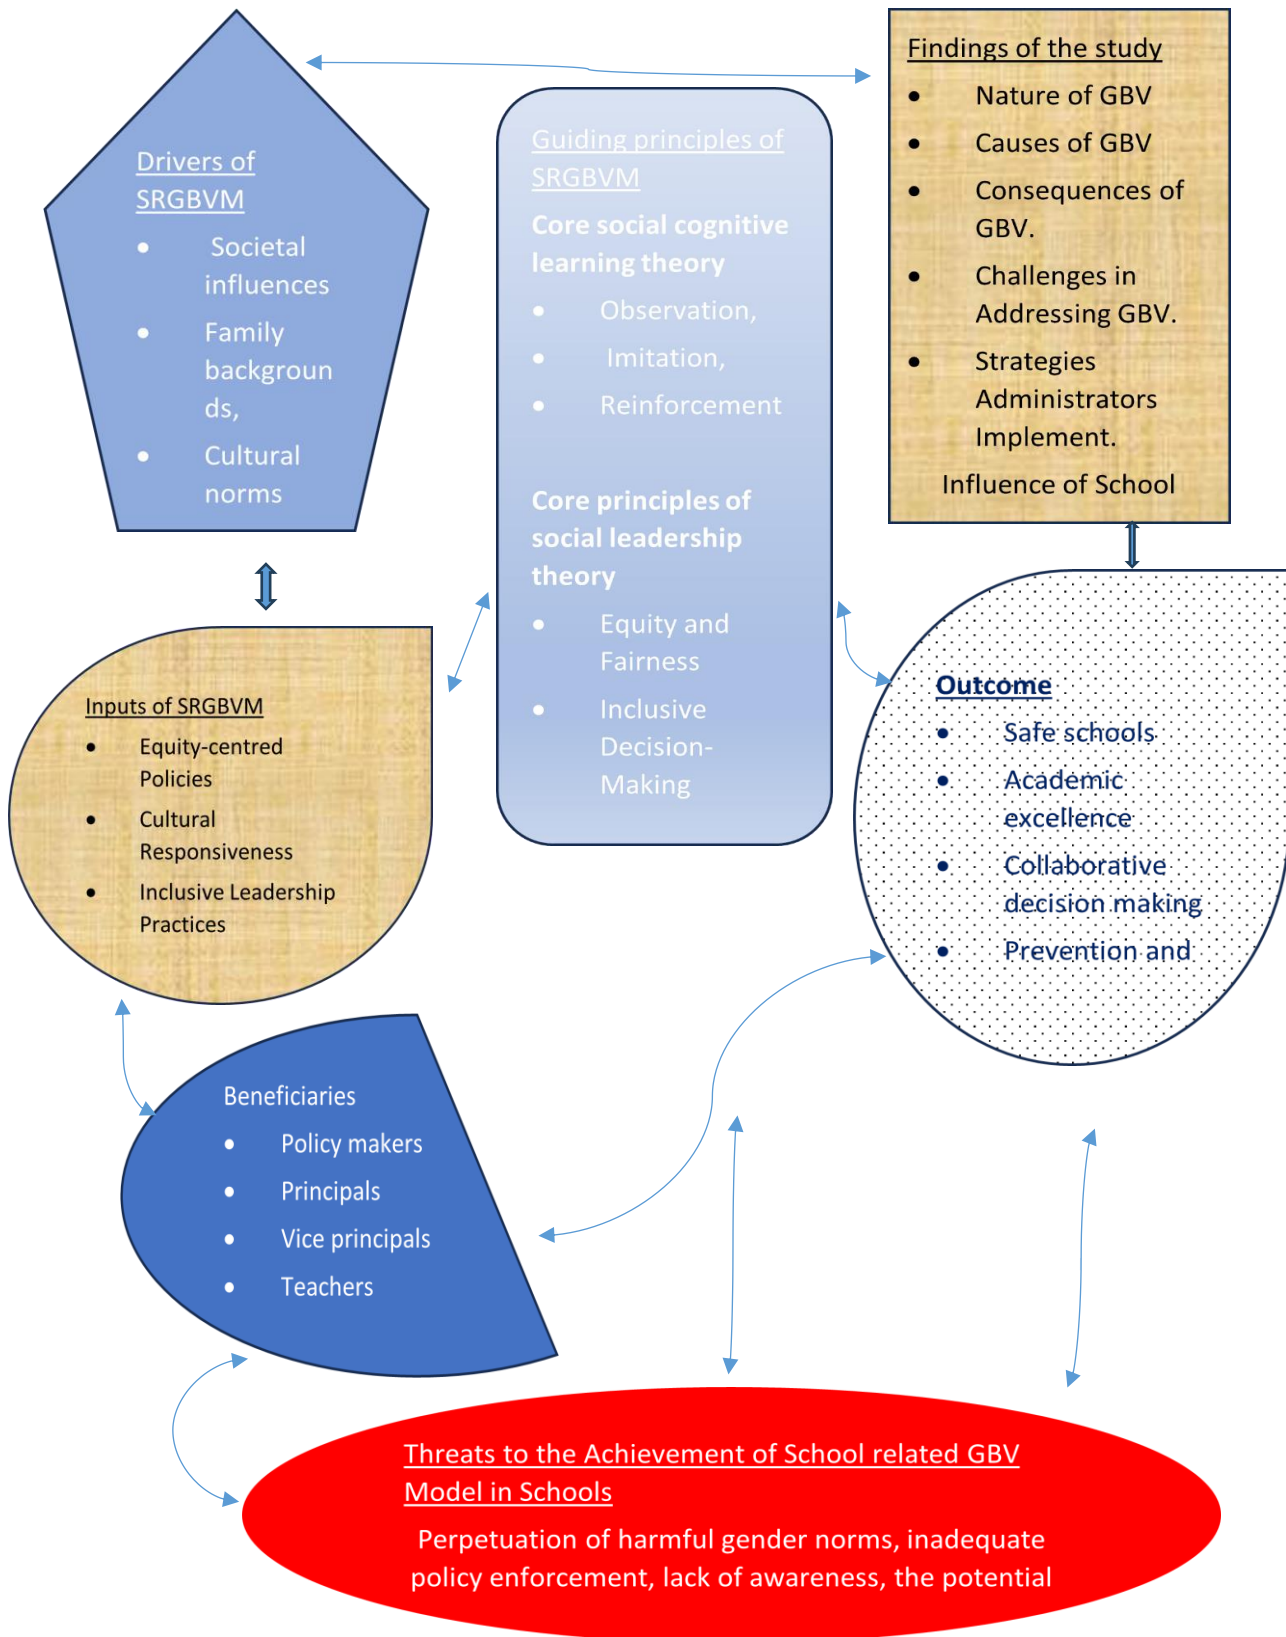 Drivers of
SRGBVM
• Societal
influences
• Family
backgroun
ds,
• Cultural
norms
Guiding principles of
SRGBVM
Core social cognitive
learning theory
• Observation,
• Imitation,
• Reinforcement
Core principles of
social leadership
theory
• Equity and
Fairness
• Inclusive
Decision-
Making
Findings of the study
• Nature of GBV
• Causes of GBV
• Consequences of
GBV.
• Challenges in
Addressing GBV.
• Strategies
Administrators
Implement.
Influence of School
Inputs of SRGBVM
• Equity-centred
Policies
• Cultural
Responsiveness
• Inclusive Leadership
Practices
Outcome
• Safe schools
• Academic
excellence
• Collaborative
decision making
• Prevention and
Beneficiaries
• Policy makers
• Principals
• Vice principals
• Teachers
Threats to the Achievement of School related GBV
Model in Schools
Perpetuation of harmful gender norms, inadequate
policy enforcement, lack of awareness, the potential